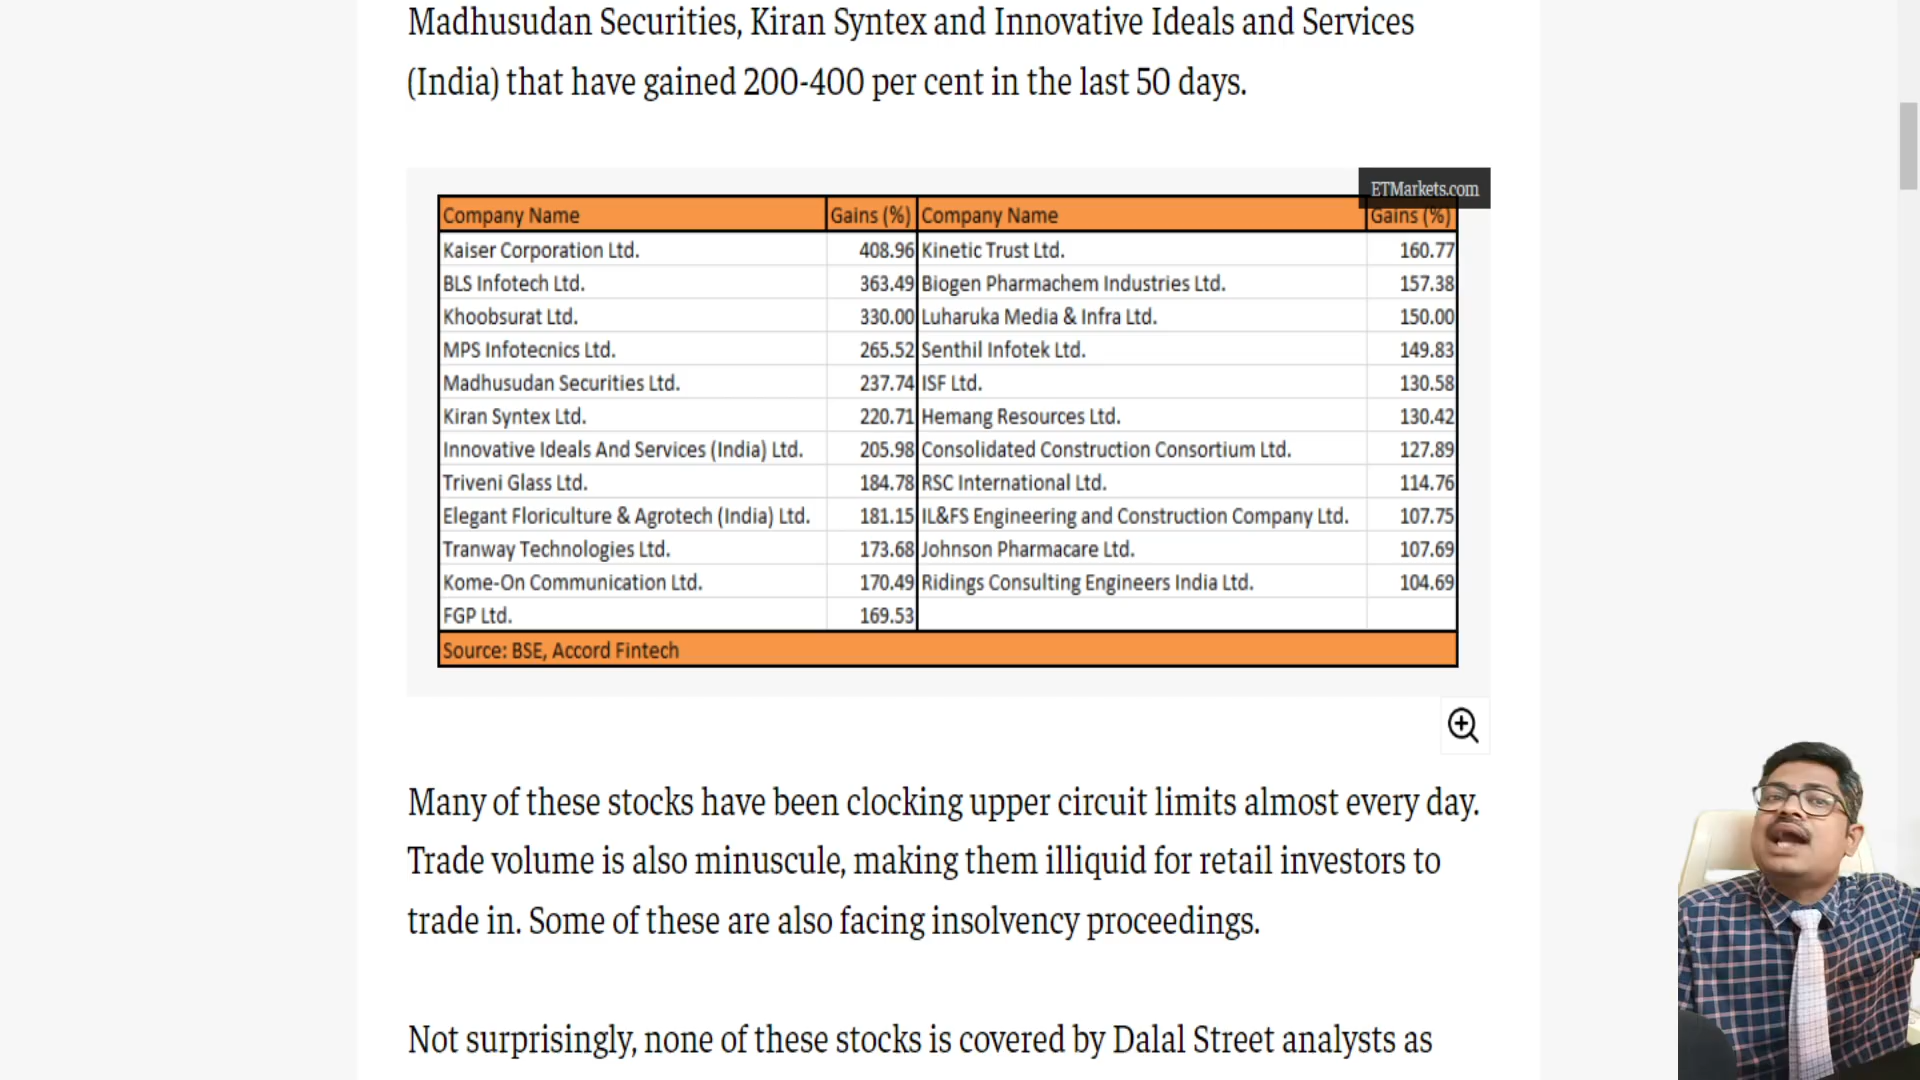 Madhusudan Securities, Kiran Syntex and Innovative Ideals and Services
(India) that have gained 200-400 per cent in the last 50 days.
ETMarkets.com
Company Name Gains (%) Company Name Gains (%)
Kaiser Corporation Ltd. 408.96 Kinetic Trust Ltd. 160.77
BLS Infotech Ltd. 363.49 Biogen Pharmachem Industries Ltd. 157.38
Khoobsurat Ltd. 330.00 Luharuka Media & Infra Ltd. 150.00
MPS Infotecnics Ltd. 265.52 Senthil Infotek Ltd. 149.83
Madhusudan Securities Ltd. 237.74 ISF Ltd. 130.58
Kiran Syntex Ltd. 220.71 Hemang Resources Ltd. 130.42
Innovative Ideals And Services (India) Ltd. 205.98 Consolidated Construction Consortium Ltd. 127.89
Triveni Glass Ltd. 184.78 RSC International Ltd. 114.76
Elegant Floriculture & Agrotech (India) Ltd. 181.15 IL&FS Engineering and Construction Company Ltd. 107.75
Tranway Technologies Ltd. 173.68 Johnson Pharmacare Ltd. 107.69
Kome-On Communication Ltd. 170.49 Ridings Consulting Engineers India Ltd. 104.69
FGP Ltd. 169.53
Source: BSE, Accord Fintech
Many of these stocks have been clocking upper circuit limits almost every day.
Trade volume is also minuscule, making them illiquid for retail investors to
trade in. Some of these are also facing insolvency proceedings.
Not surprisingly, none of these stocks is covered by Dalal Street analysts as